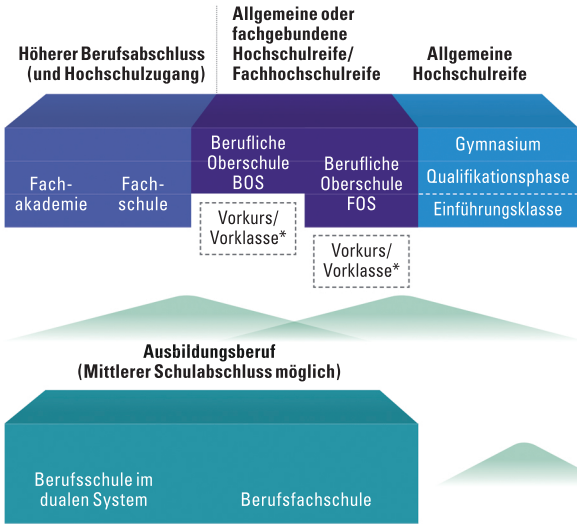 Höherer Berufsabschluss
(und Hochschulzugang)
Allgemeine oder
fachgebundene
Hochschulreife/
Fachhochschulreife
Allgemeine
Hochschulreife
Fach-
akademie
Fach-
schule
Berufliche
Oberschule
BOS
Vorkurs/
Vorklasse*
Berufliche
Oberschule
FOS
Vorkurs/
Vorklasse*
Gymnasium
Qualifikationsphase
Einführungsklasse
Ausbildungsberuf
(Mittlerer Schulabschluss möglich)
Berufsschule im
dualen System
Berufsfachschule